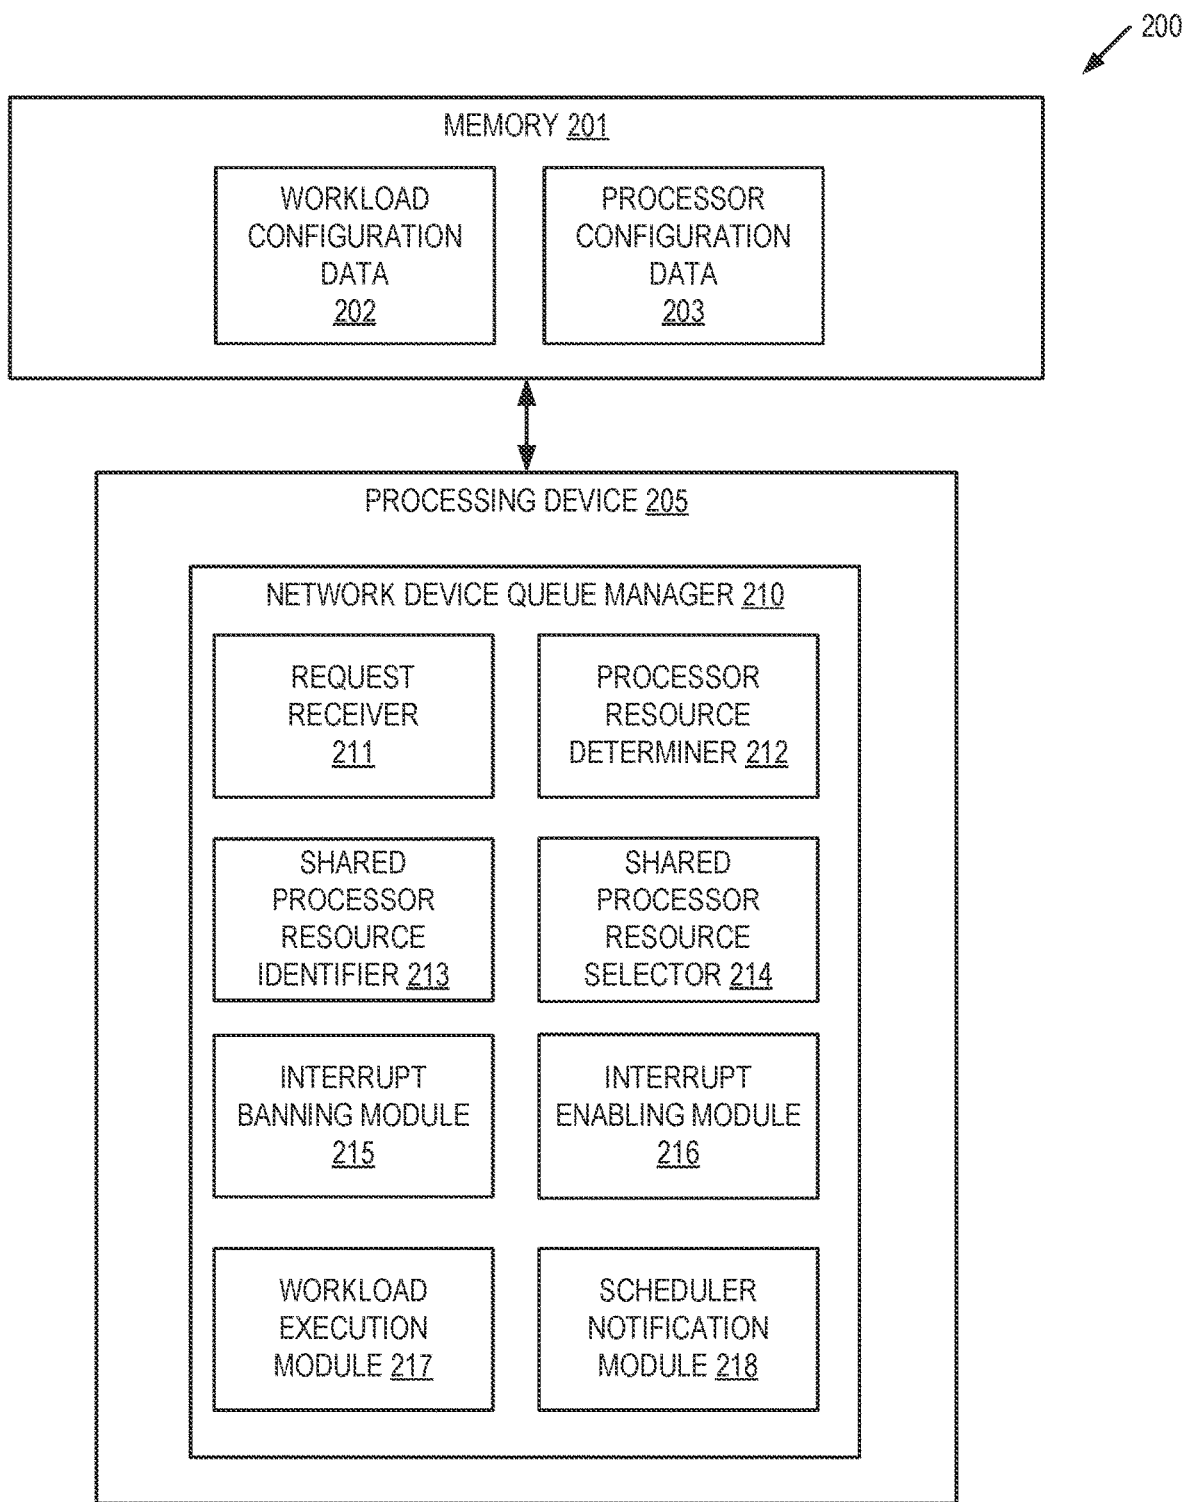 200
MEMORY 201
WORKLOAD
CONFIGURATION
DATA
202
PROCESSOR
CONFIGURATION
DATA
203
PROCESSING DEVICE 205
NETWORK DEVICE QUEUE MANAGER 210
REQUEST
RECEIVER
211
PROCESSOR
RESOURCE
DETERMINER 212
SHARED
PROCESSOR
RESOURCE
IDENTIFIER 213
SHARED
PROCESSOR
RESOURCE
SELECTOR 214
INTERRUPT
BANNING MODULE
215
INTERRUPT
ENABLING MODULE
216
WORKLOAD
EXECUTION
MODULE 217
SCHEDULER
NOTIFICATION
MODULE 218